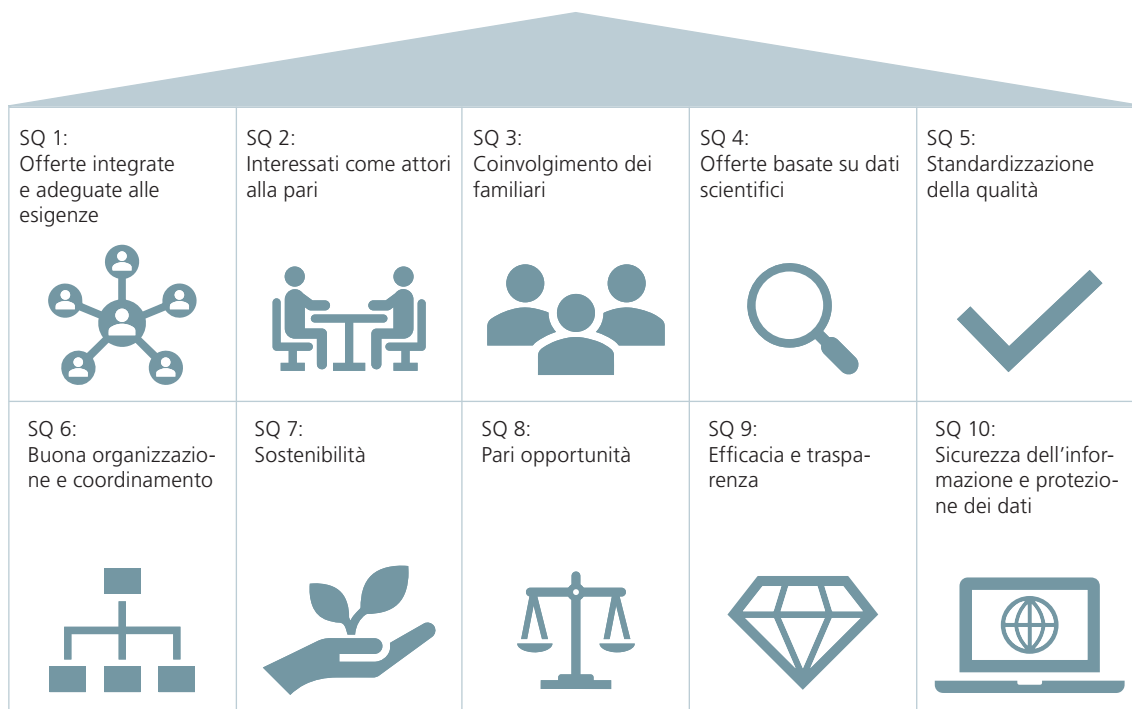 SQ 1:
Offerte integrate
e adeguate alle
esigenze
SQ 2:
Interessati come attori
alla pari
SQ 3:
Coinvolgimento dei
familiari
SQ 4:
Offerte basate su dati
scientifici
SQ 5:
Standardizzazione
della qualità
SQ 6:
Buona organizzazio-
ne e coordinamento
SQ 7:
Sostenibilità
SQ 8:
Pari opportunità
SQ 9:
Efficacia e traspa-
renza
SQ 10:
Sicurezza dell’infor-
mazione e protezio-
ne dei dati